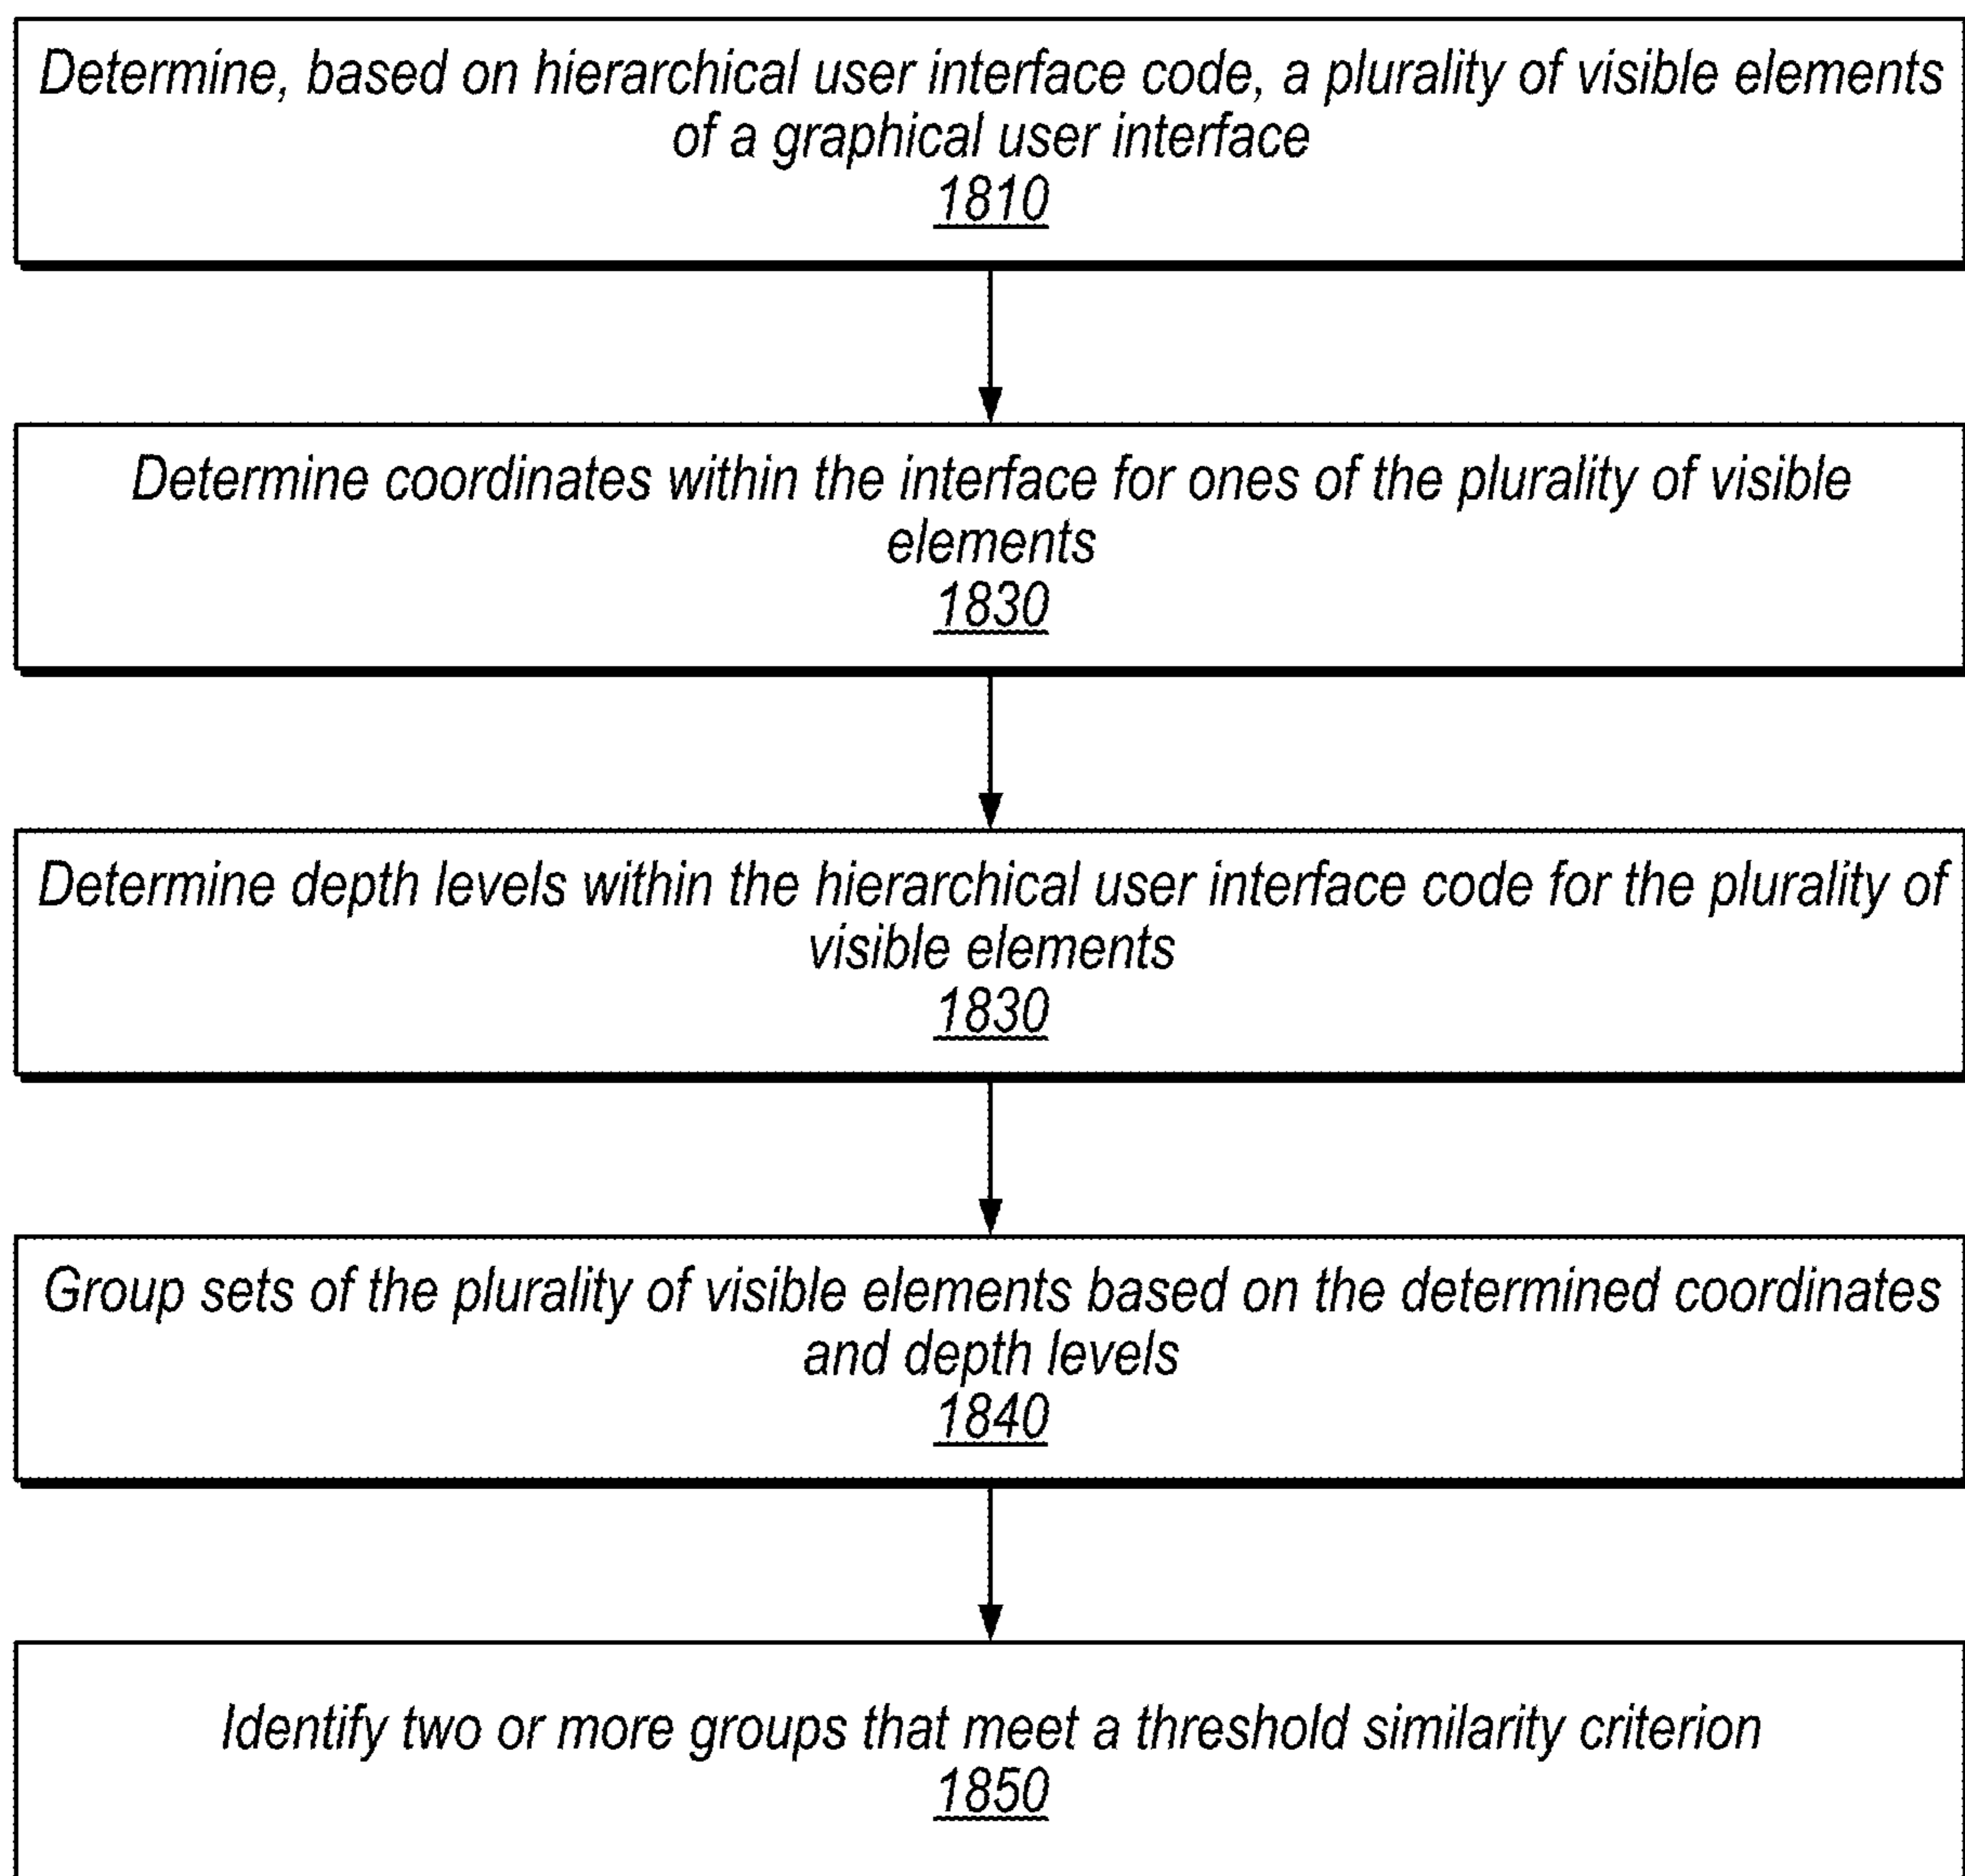 Determine, based on hierarchical user interface code, a plurality of visible elements
of a graphical user interface
1810
Determine coordinates within the interface for ones of the plurality of visible
elements
1830
Determine depth levels within the hierarchical user interface code for the plurality of
visible elements
1830
Group sets of the plurality of visible elements based on the determined coordinates
and depth levels
1840
Identify two or more groups that meet a threshold similarity criterion
1850